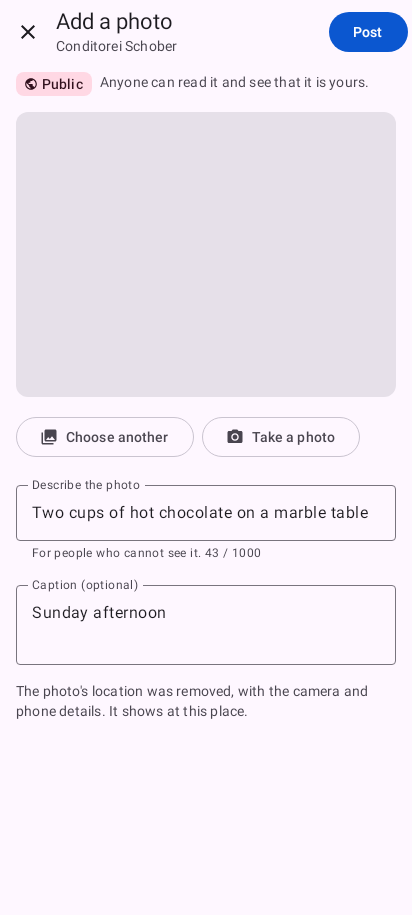 Add a photo
Conditorei Schober
Post
Public
Anyone can read it and see that it is yours.
Choose another
Take a photo
Describe the photo
Two cups of hot chocolate on a marble table
For people who cannot see it. 43 / 1000
Caption (optional)
Sunday afternoon
The photo's location was removed, with the camera and
phone details. It shows at this place.